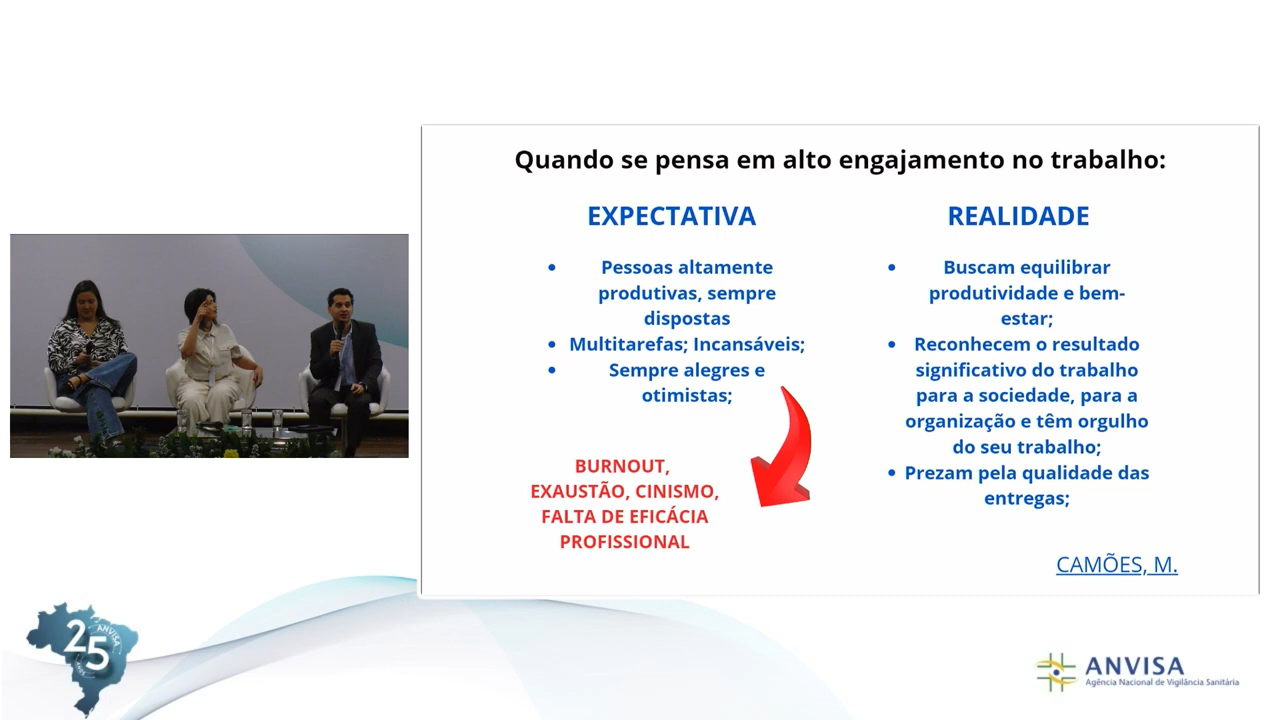 Quando se pensa em alto engajamento no trabalho:
EXPECTATIVA
• Pessoas altamente
produtivas, sempre
dispostas
• Multitarefas; Incansáveis;
• Sempre alegres e
otimistas;
BURNOUT,
EXAUSTÃO, CINISMO,
FALTA DE EFICÁCIA
PROFISSIONAL
REALIDADE
• Buscam equilibrar
produtividade e bem-
estar;
• Reconhecem o resultado
significativo do trabalho
para a sociedade, para a
organização e têm orgulho
do seu trabalho;
• Prezam pela qualidade das
entregas;
CAMÕES, M.
25
ANVISA
ANVISA
Agência Nacional de Vigilância Sanitária